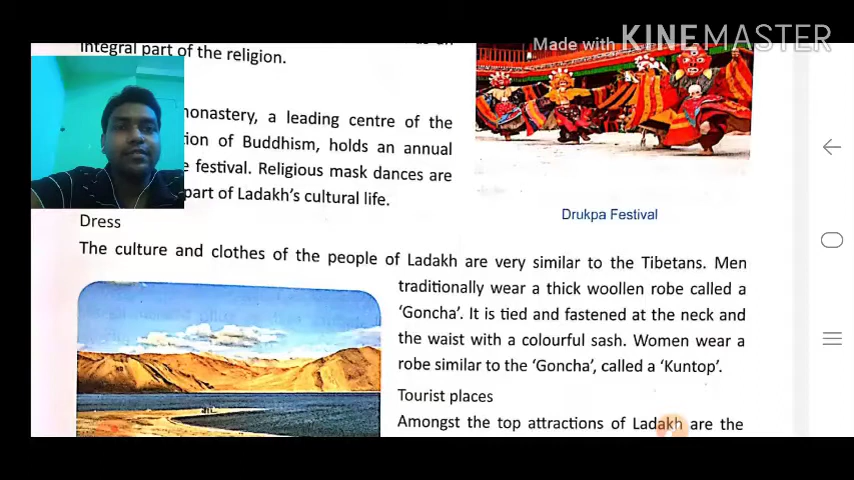 Made with KINEMASTER
integral part of the religion.
monastery, a leading centre of the
of Buddhism, holds an annual
festival. Religious mask dances are
part of Ladakh's cultural life.
Drukpa Festival
Dress
The culture and clothes of the people of Ladakh are very similar to the Tibetans. Men
traditionally wear a thick woollen robe called a
'Goncha'. It is tied and fastened at the neck and
the waist with a colourful sash. Women wear a
robe similar to the 'Goncha', called a 'Kuntop'.
Tourist places
Amongst the top attractions of Ladakh are the